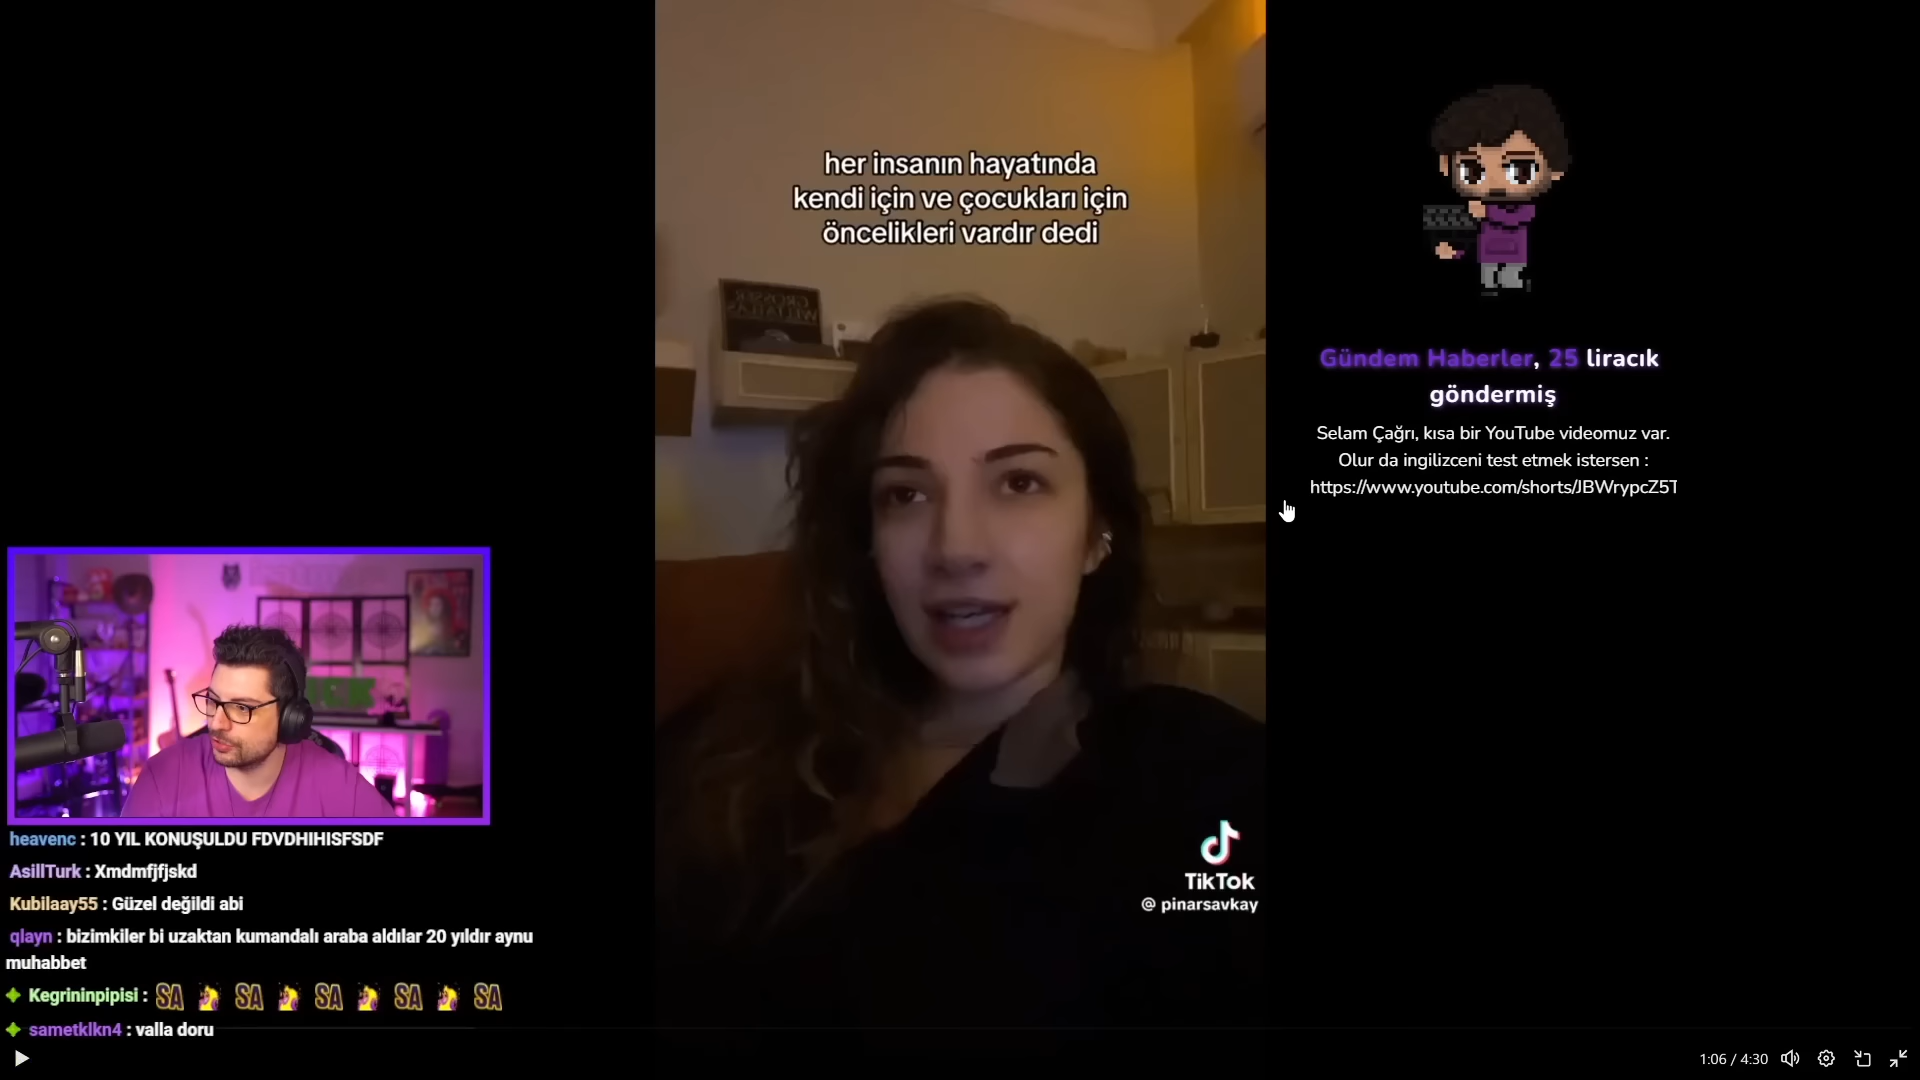 her insanın hayatında
kendi için ve çocukları için
öncelikleri vardır dedi
GROSSER
WELTATLAS
TikTok
@ pinarsavkay
Gündem Haberler, 25 liracık
göndermiş
Selam Çağrı, kısa bir YouTube videomuz var.
Olur da ingilizceni test etmek istersen :
https://www.youtube.com/shorts/JBWrypcZ5T
heavenc : 10 YIL KONUŞULDU FDVDHIHISFSDF
AsillTurk : Xmdmfjfjskd
Kubilaay55 : Güzel değildi abi
qlayn : bizimkiler bi uzaktan kumandalı araba aldılar 20 yıldır aynu
muhabbet
Kegrininpipisi : SA SA SA SA SA
sametklkn4 : valla doru
1:06 / 4:30